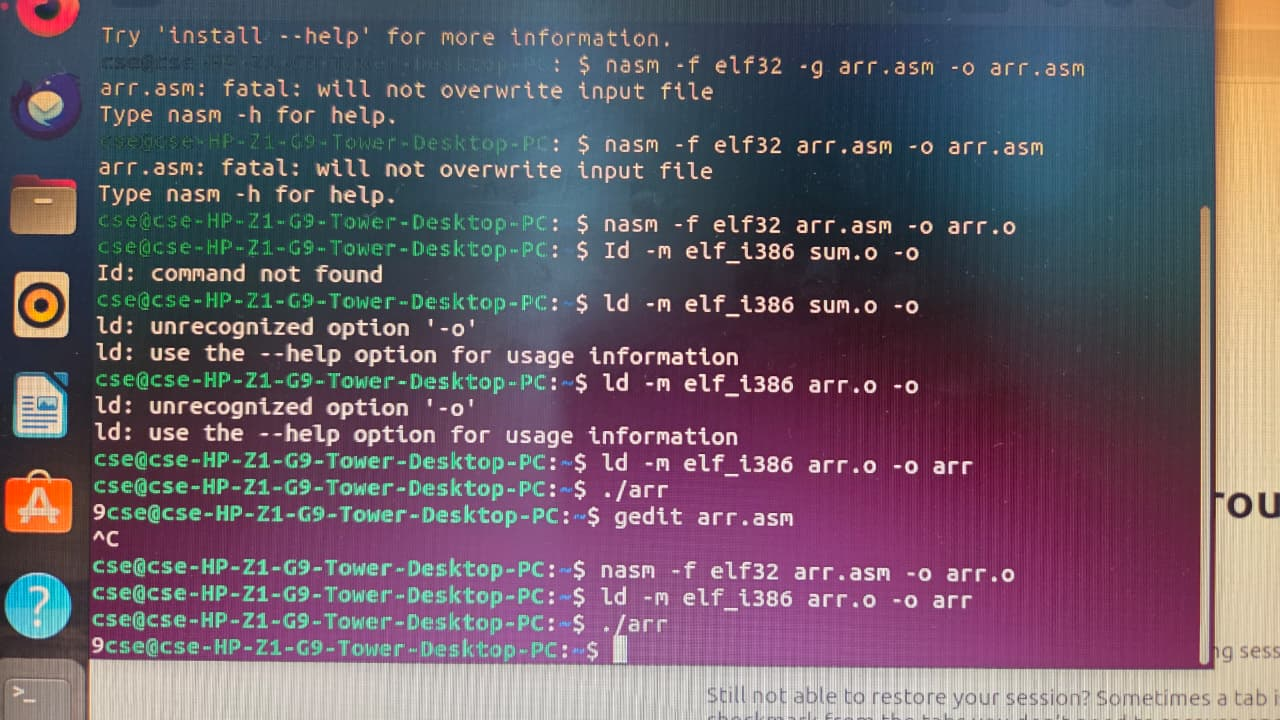 Try 'install --help' for more information.
: $ nasm -f elf32 -g arr.asm -o arr.asm
arr.asm: fatal: will not overwrite input file
Type nasm -h for help.
cse@cse-HP-Z1-G9-Tower-Desktop-PC: $ nasm -f elf32 arr.asm -o arr.asm
arr.asm: fatal: will not overwrite input file
Type nasm -h for help.
cse@cse-HP-Z1-G9-Tower-Desktop-PC: $ nasm -f elf32 arr.asm -o arr.o
cse@cse-HP-Z1-G9-Tower-Desktop-PC: $ Id -m elf_i386 sum.o -o
Id: command not found
cse@cse-HP-Z1-G9-Tower-Desktop-PC:~$ ld -m elf_i386 sum.o -o
ld: unrecognized option '-o'
ld: use the --help option for usage information
cse@cse-HP-Z1-G9-Tower-Desktop-PC:~$ ld -m elf_i386 arr.o -o
ld: unrecognized option '-o'
ld: use the --help option for usage information
cse@cse-HP-Z1-G9-Tower-Desktop-PC:~$ ld -m elf_i386 arr.o -o arr
cse@cse-HP-Z1-G9-Tower-Desktop-PC:~$ ./arr
9cse@cse-HP-Z1-G9-Tower-Desktop-PC:~$ gedit arr.asm
^C
cse@cse-HP-Z1-G9-Tower-Desktop-PC:~$ nasm -f elf32 arr.asm -o arr.o
cse@cse-HP-Z1-G9-Tower-Desktop-PC:~$ ld -m elf_i386 arr.o -o arr
cse@cse-HP-Z1-G9-Tower-Desktop-PC:~$ ./arr
9cse@cse-HP-Z1-G9-Tower-Desktop-PC:~$
rou
ng sess
Still not able to restore your session? Sometimes a tab i